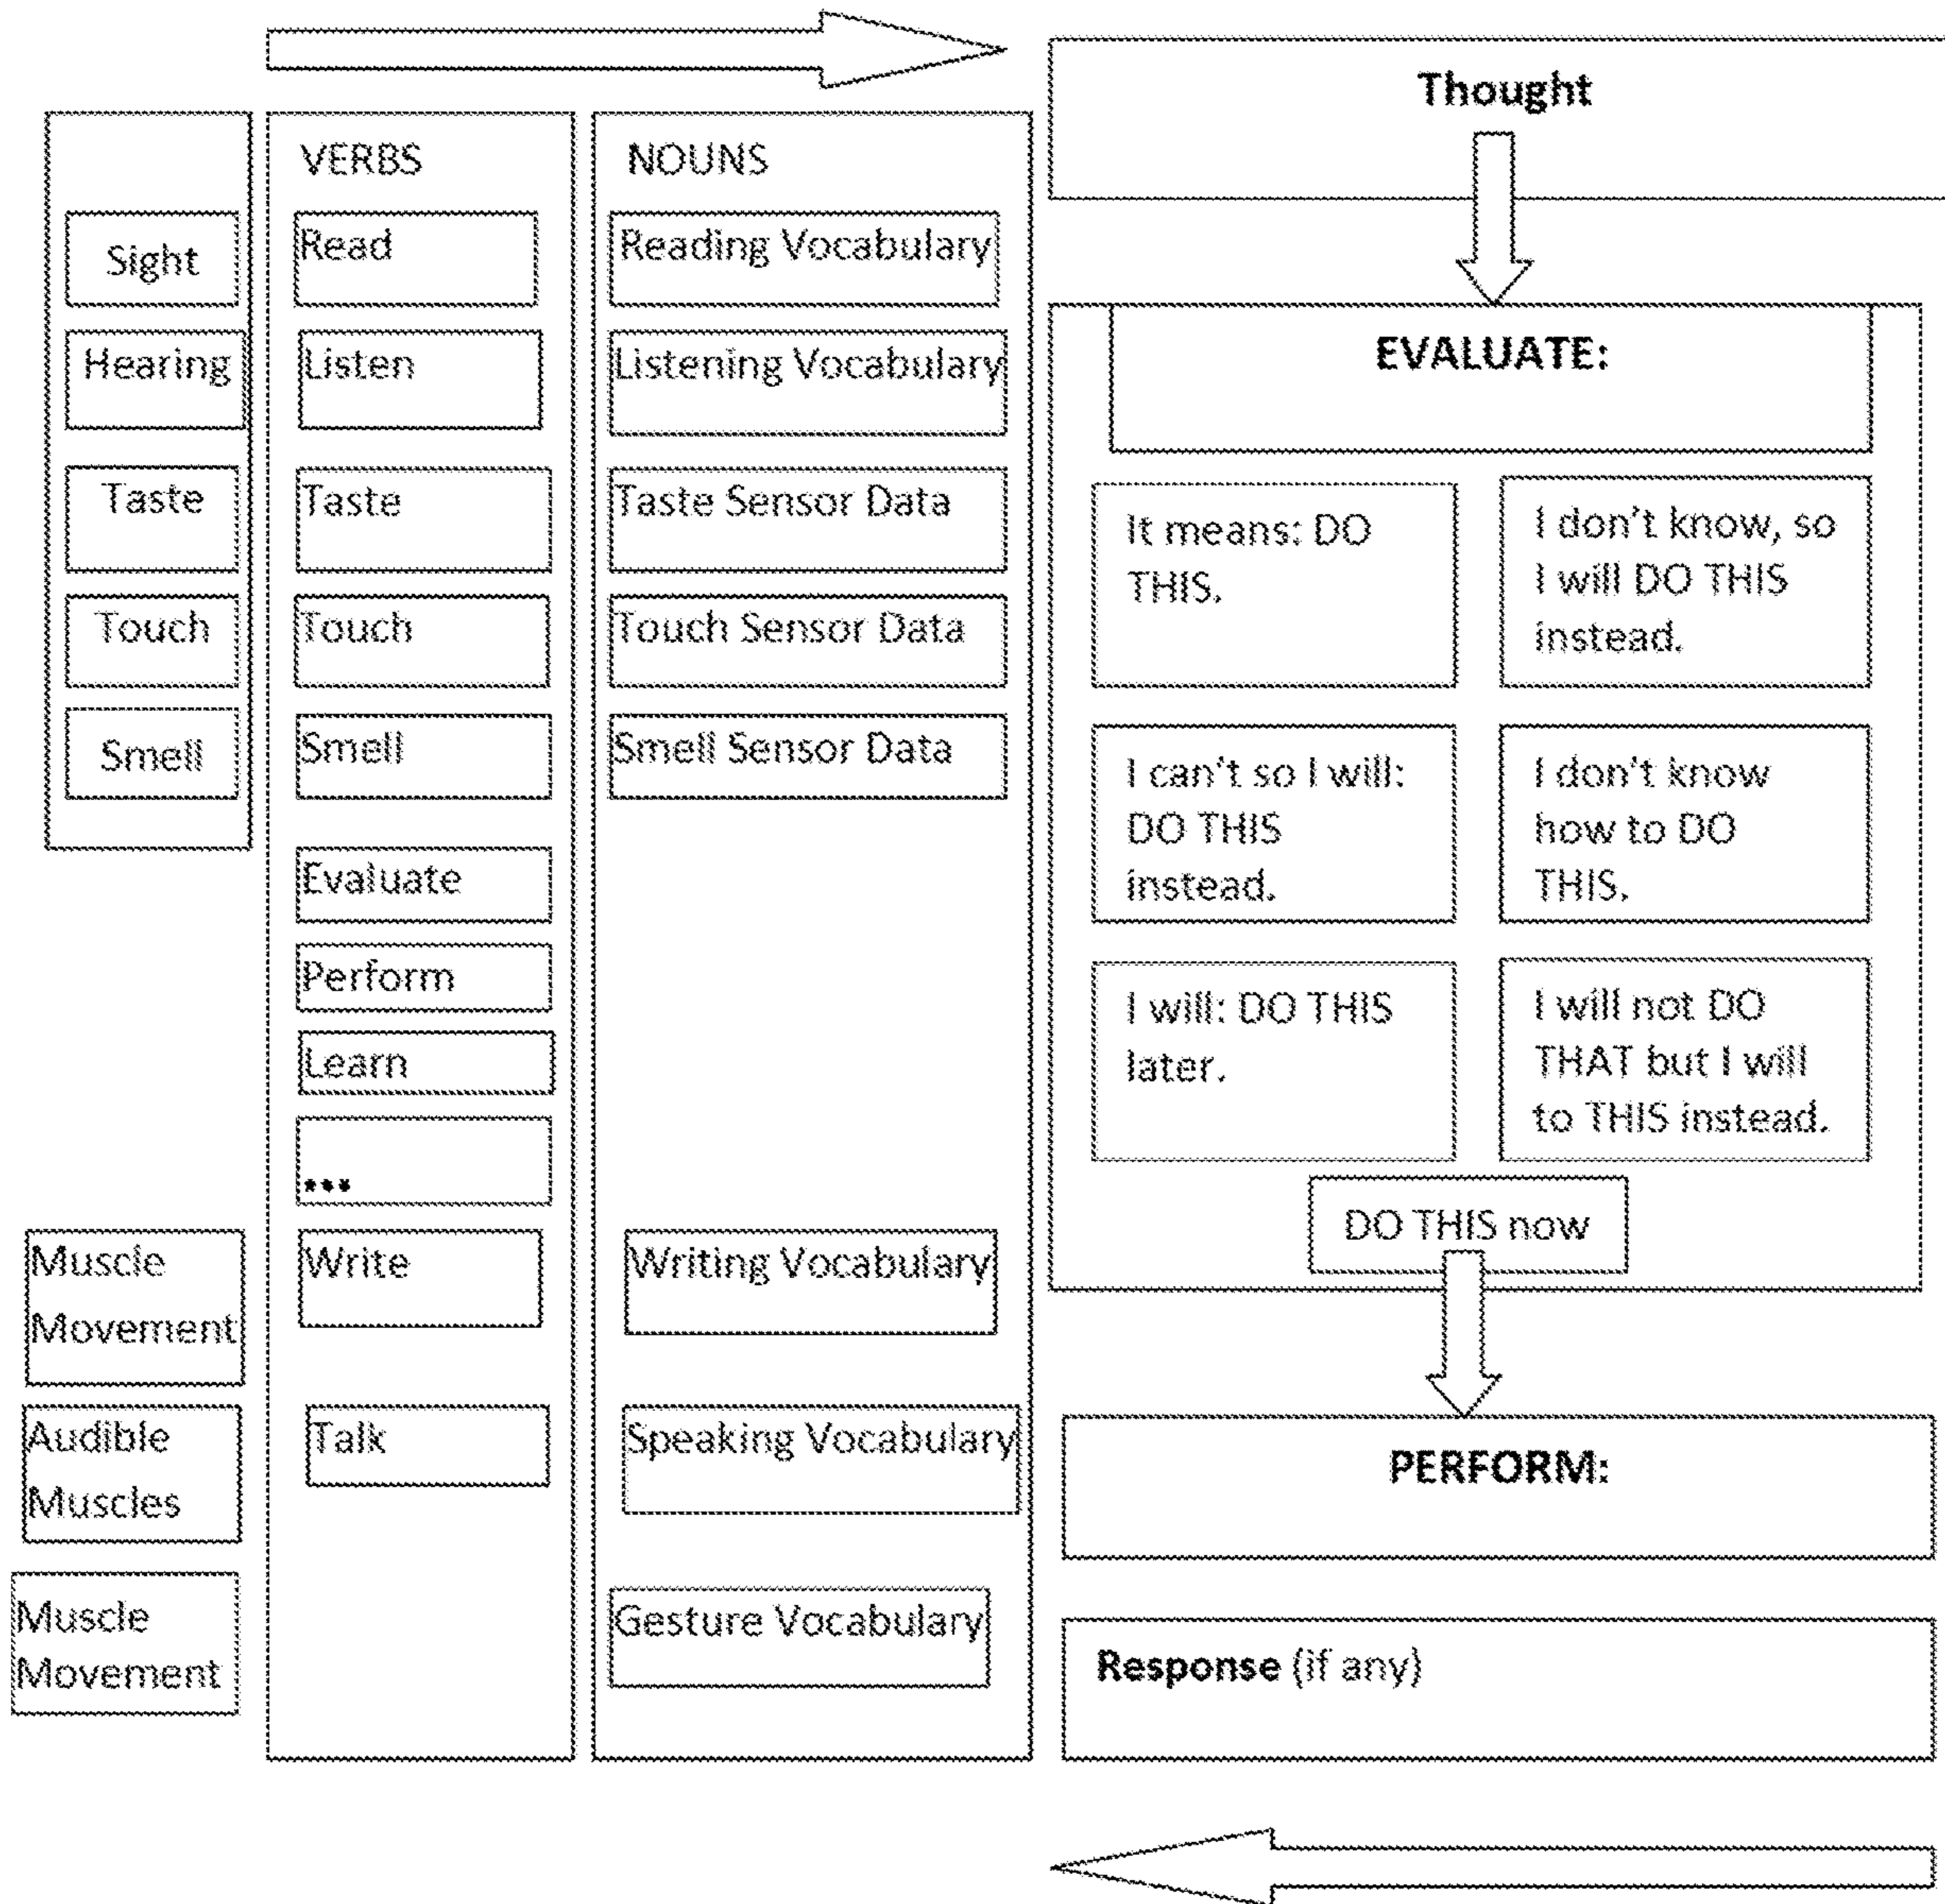 Thought
VERBS
NOUNS
Sight
Read
Reading Vocabulary
Hearing
Listen
Listening Vocabulary
Taste
Taste
Taste Sensor Data
Touch
Touch
Touch Sensor Data
Smell
Smell
Smell Sensor Data
Evaluate
Perform
Learn
...
Muscle
Movement
Write
Writing Vocabulary
Audible
Muscles
Talk
Speaking Vocabulary
Muscle
Movement
Gesture Vocabulary
EVALUATE:
It means: DO
THIS.
I don't know, so
I will DO THIS
instead.
I can't so I will:
DO THIS
instead.
I don't know
how to DO
THIS.
I will: DO THIS
later.
I will not DO
THAT but I will
to THIS instead.
DO THIS now
PERFORM:
Response (if any)